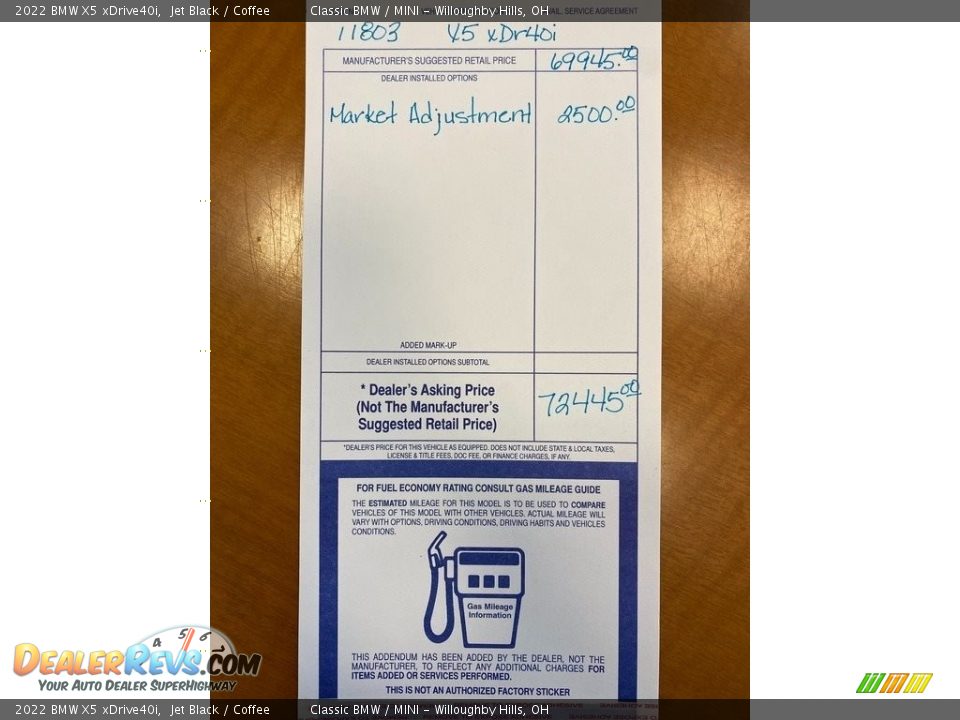 2022 BMW X5 xDrive40i, Jet Black / Coffee Classic BMW / MINI - Willoughby Hills, OH
SERVICE AGREEMENT
11803 X5 xDr40i
MANUFACTURER'S SUGGESTED RETAIL PRICE 69945.00
DEALER INSTALLED OPTIONS
Market Adjustment 2500.00
ADDED MARK-UP
DEALER INSTALLED OPTIONS SUBTOTAL
* Dealer's Asking Price
(Not The Manufacturer's
Suggested Retail Price)
72445.00
*DEALER'S PRICE FOR THIS VEHICLE AS EQUIPPED. DOES NOT INCLUDE STATE & LOCAL TAXES,
LICENSE & TITLE FEES, DOC FEE, OR FINANCE CHARGES, IF ANY.
FOR FUEL ECONOMY RATING CONSULT GAS MILEAGE GUIDE
THE ESTIMATED MILEAGE FOR THIS MODEL IS TO BE USED TO COMPARE
VEHICLES OF THIS MODEL WITH OTHER VEHICLES. ACTUAL MILEAGE WILL
VARY WITH OPTIONS, DRIVING CONDITIONS, DRIVING HABITS AND VEHICLES
CONDITIONS.
Gas Mileage
Information
THIS ADDENDUM HAS BEEN ADDED BY THE DEALER, NOT THE
MANUFACTURER, TO REFLECT ANY ADDITIONAL CHARGES FOR
ITEMS ADDED OR SERVICES PERFORMED.
THIS IS NOT AN AUTHORIZED FACTORY STICKER
4 5 6
DEALERREVS.COM
YOUR AUTO DEALER SUPERHIGHWAY
2022 BMW X5 xDrive40i, Jet Black / Coffee Classic BMW / MINI - Willoughby Hills, OH